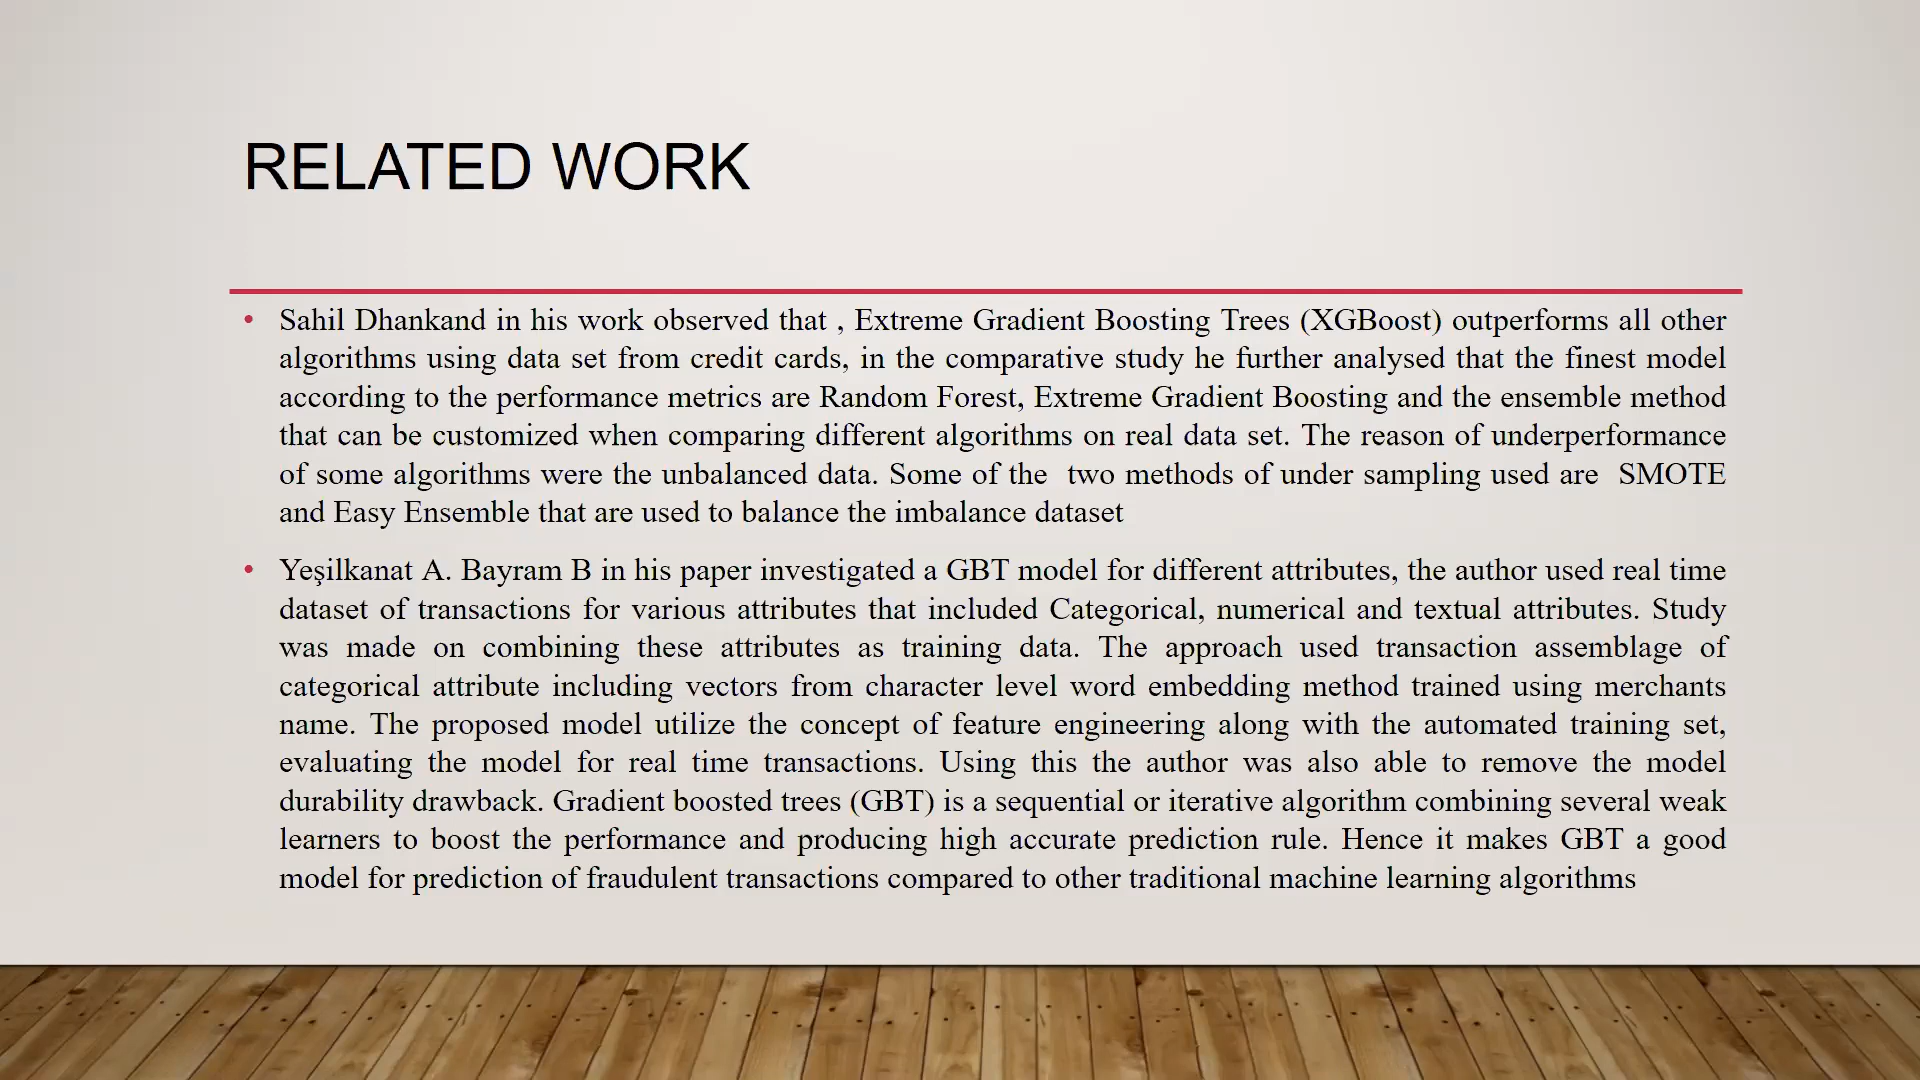 RELATED WORK
• Sahil Dhankand in his work observed that , Extreme Gradient Boosting Trees (XGBoost) outperforms all other
algorithms using data set from credit cards, in the comparative study he further analysed that the finest model
according to the performance metrics are Random Forest, Extreme Gradient Boosting and the ensemble method
that can be customized when comparing different algorithms on real data set. The reason of underperformance
of some algorithms were the unbalanced data. Some of the  two methods of under sampling used are  SMOTE
and Easy Ensemble that are used to balance the imbalance dataset
• Yeşilkanat A. Bayram B in his paper investigated a GBT model for different attributes, the author used real time
dataset of transactions for various attributes that included Categorical, numerical and textual attributes. Study
was made on combining these attributes as training data. The approach used transaction assemblage of
categorical attribute including vectors from character level word embedding method trained using merchants
name. The proposed model utilize the concept of feature engineering along with the automated training set,
evaluating the model for real time transactions. Using this the author was also able to remove the model
durability drawback. Gradient boosted trees (GBT) is a sequential or iterative algorithm combining several weak
learners to boost the performance and producing high accurate prediction rule. Hence it makes GBT a good
model for prediction of fraudulent transactions compared to other traditional machine learning algorithms